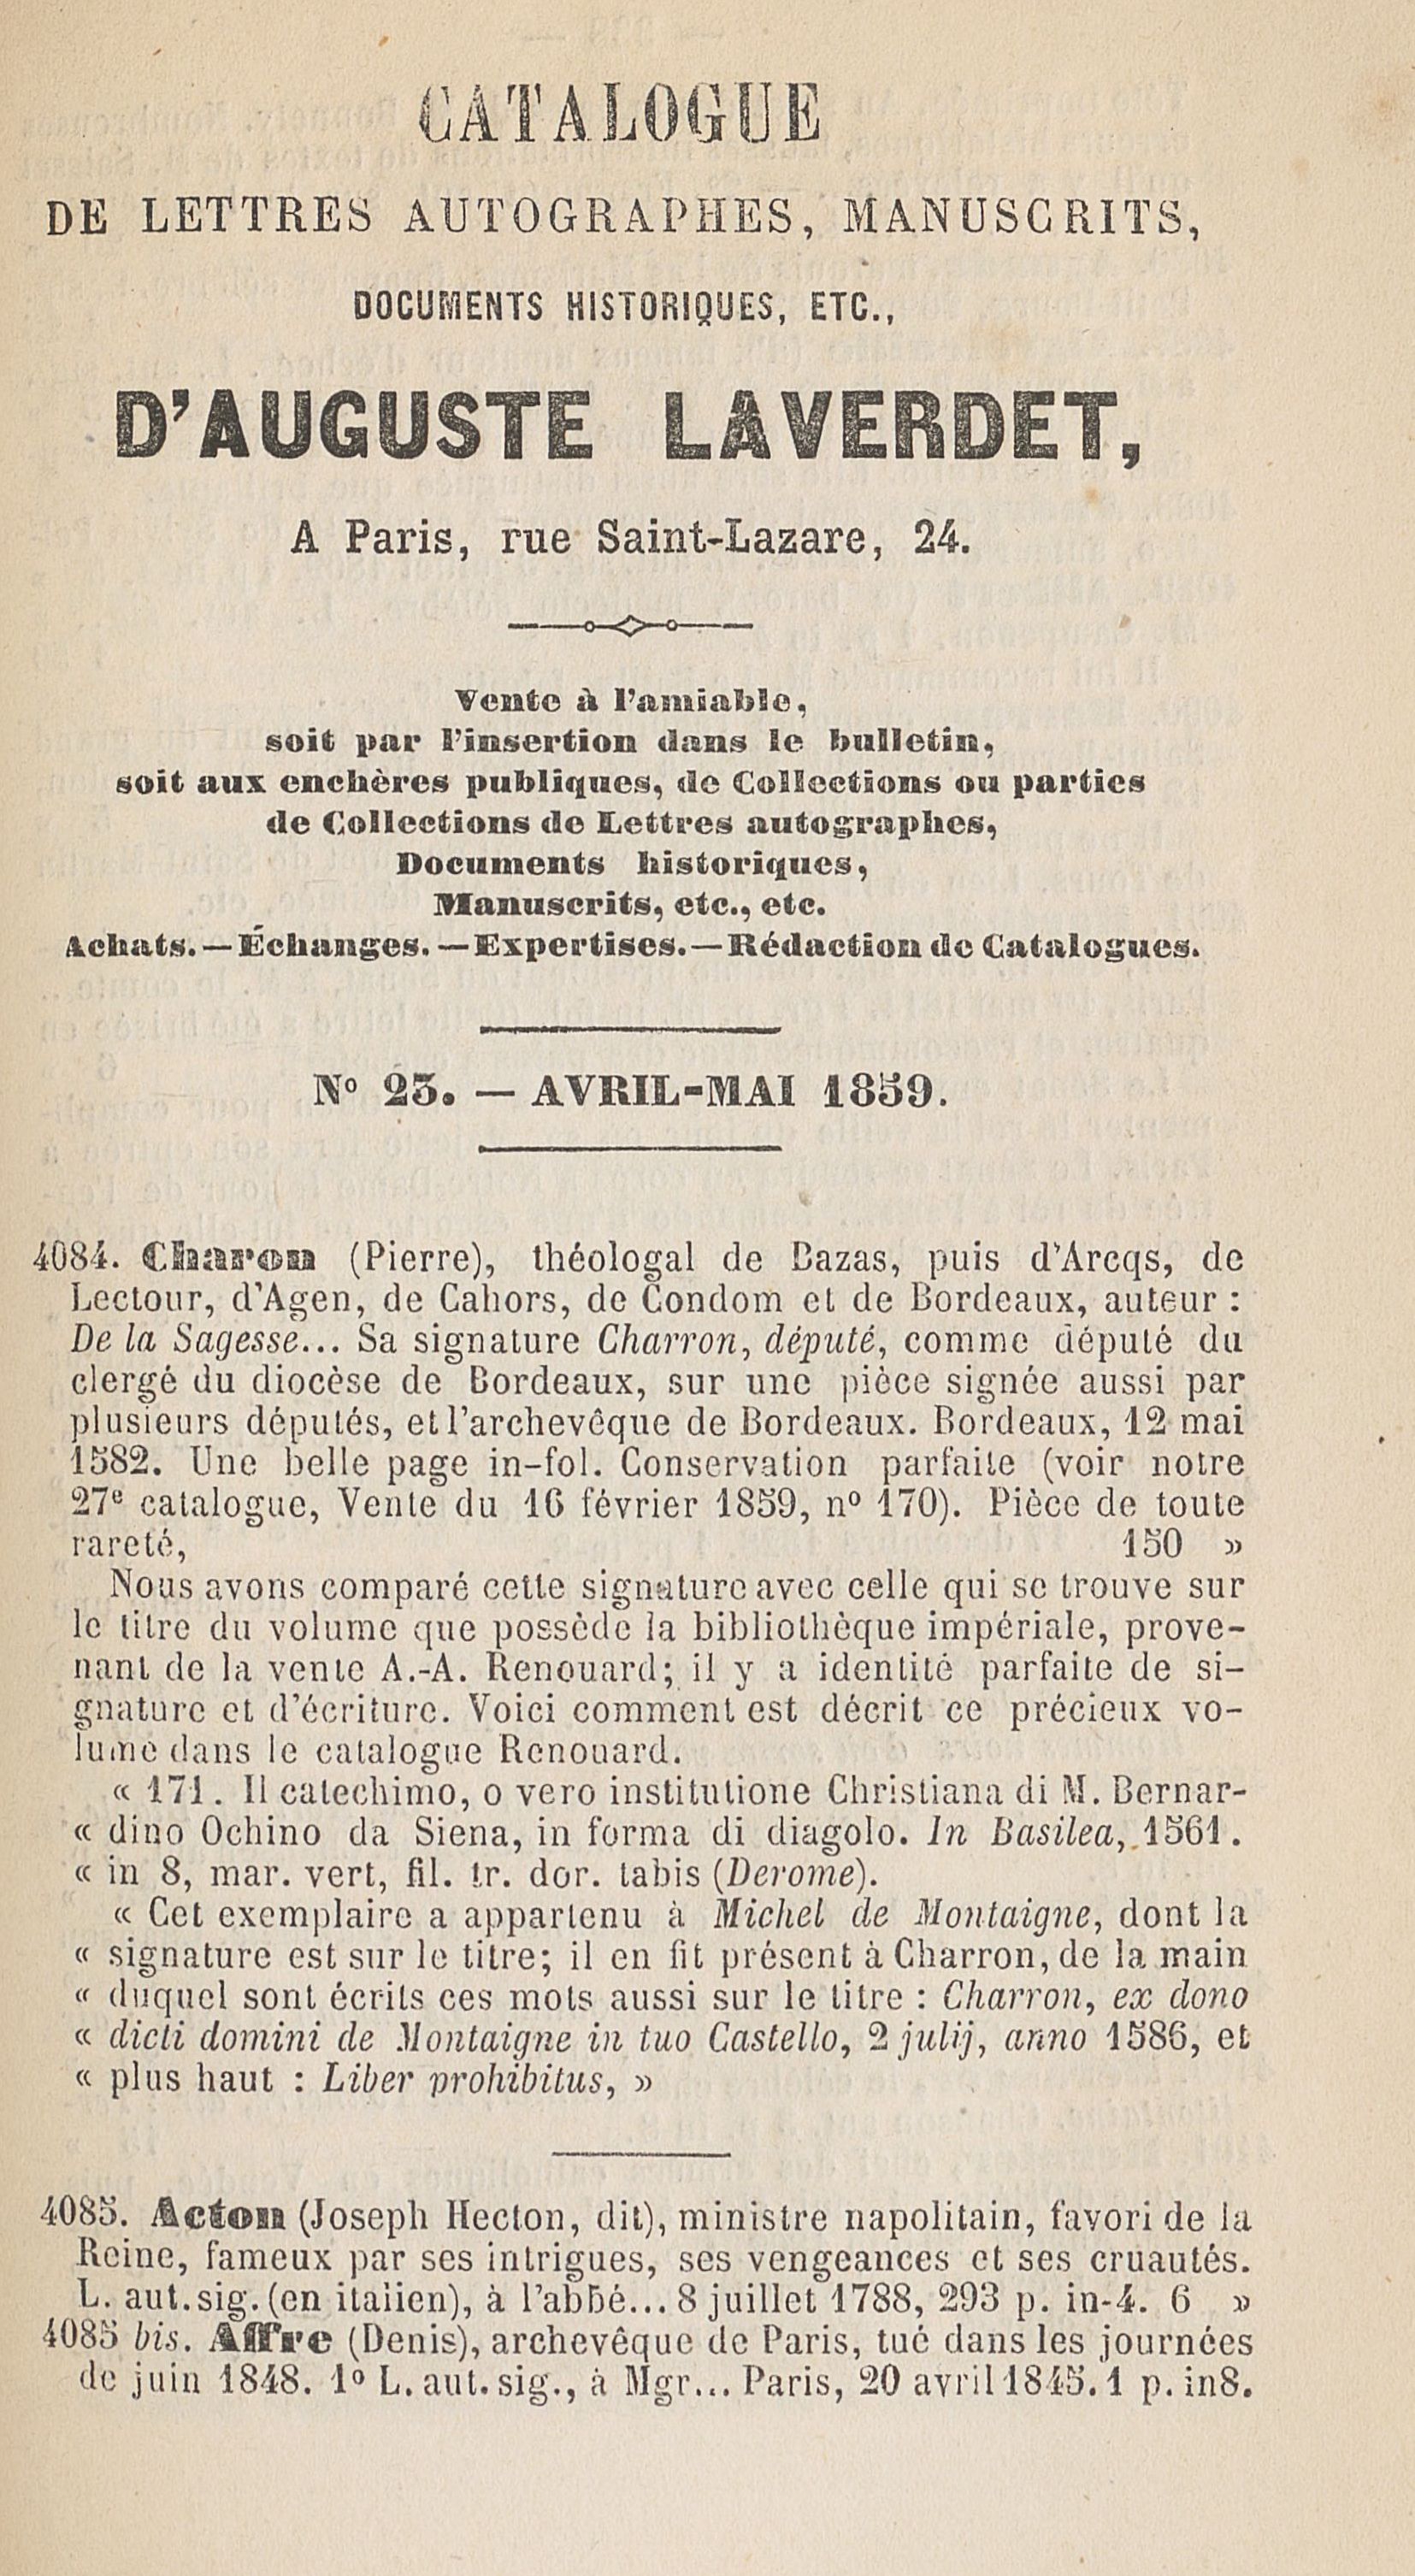 CATALOGUE
DE LETTRES AUTOGRAPHES, MANUSCRITS,
DOCUMENTS HISTORIQUES, ETC.,
D'AUGUSTE LAVERDET,
A Paris, rue Saint-Lazare, 24.
Vente à l'amiable,
soit par l'insertion dans le bulletin,
soit aux enchères publiques, de Collections ou parties
de Collections de Lettres autographes,
Documents historiques,
Manuscrits, etc., etc.
Achats. — Échanges. — Expertises. — Rédaction de Catalogues.
Nº 23. — AVRIL-MAI 1859.
4084. Charon (Pierre), théologal de Bazas, puis d'Arcqs, de
Lectour, d'Agen, de Cahors, de Condom et de Bordeaux, auteur :
De la Sagesse... Sa signature Charron, député, comme député du
clergé du diocèse de Bordeaux, sur une pièce signée aussi par
plusieurs députés, et l'archevêque de Bordeaux. Bordeaux, 12 mai
1582. Une belle page in-fol. Conservation parfaite (voir notre
27e catalogue, Vente du 16 février 1859, nº 170). Pièce de toute
rareté, 150 »
Nous avons comparé cette signature avec celle qui se trouve sur
le titre du volume que possède la bibliothèque impériale, prove-
nant de la vente A.-A. Renouard; il y a identité parfaite de si-
gnature et d'écriture. Voici comment est décrit ce précieux vo-
lume dans le catalogue Renouard.
« 171. Il catechimo, o vero institutione Christiana di M. Bernar-
« dino Ochino da Siena, in forma di diagolo. In Basilea, 1561.
« in 8, mar. vert, fil. tr. dor. tabis (Derome).
« Cet exemplaire a appartenu à Michel de Montaigne, dont la
« signature est sur le titre; il en fit présent à Charron, de la main
« duquel sont écrits ces mots aussi sur le titre : Charron, ex dono
« dicti domini de Montaigne in tuo Castello, 2 julij, anno 1586, et
« plus haut : Liber prohibitus, »
4085. Acton (Joseph Hecton, dit), ministre napolitain, favori de la
Reine, fameux par ses intrigues, ses vengeances et ses cruautés.
L. aut. sig. (en italien), à l'abbé... 8 juillet 1788, 293 p. in-4. 6 »
4085 bis. Affre (Denis), archevêque de Paris, tué dans les journées
de juin 1848. 1º L. aut. sig., à Mgr... Paris, 20 avril 1845. 1 p. in8.